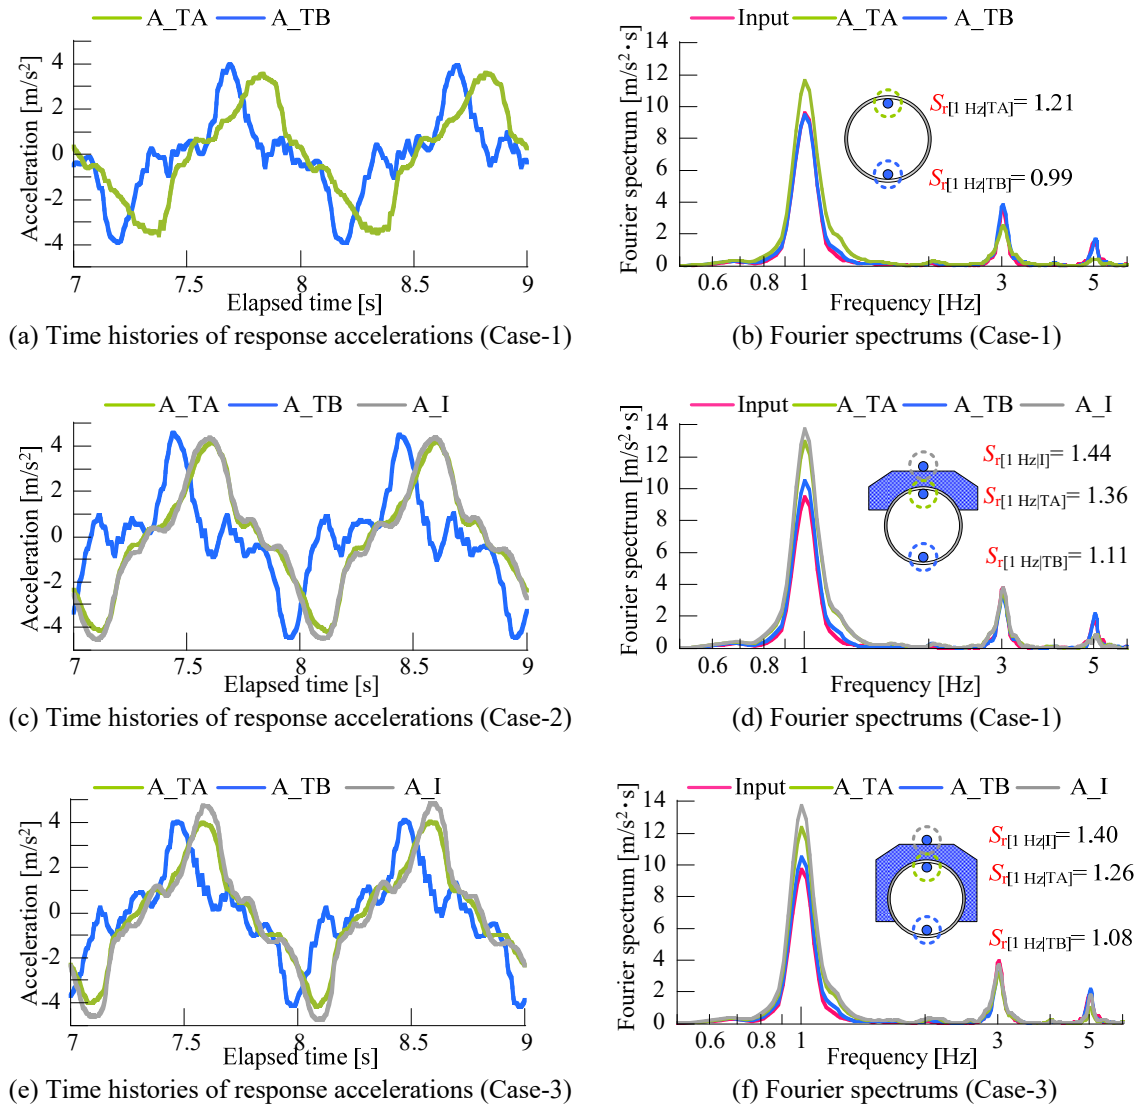 A_TA A_TB
Acceleration [m/s²]
4
2
0
-2
-4
7 7.5 8 8.5 9
Elapsed time [s]
(a) Time histories of response accelerations (Case-1)
Input A_TA A_TB
Fourier spectrum [m/s²•s]
14
12
10
8
6
4
2
0
Sr[1 Hz|TA]= 1.21
Sr[1 Hz|TB]= 0.99
0.6 0.8 1 3 5
Frequency [Hz]
(b) Fourier spectrums (Case-1)
A_TA A_TB A_I
Acceleration [m/s²]
4
2
0
-2
-4
7 7.5 8 8.5 9
Elapsed time [s]
(c) Time histories of response accelerations (Case-2)
Input A_TA A_TB A_I
Fourier spectrum [m/s²•s]
14
12
10
8
6
4
2
0
Sr[1 Hz|I]= 1.44
Sr[1 Hz|TA]= 1.36
Sr[1 Hz|TB]= 1.11
0.6 0.8 1 3 5
Frequency [Hz]
(d) Fourier spectrums (Case-1)
A_TA A_TB A_I
Acceleration [m/s²]
4
2
0
-2
-4
7 7.5 8 8.5 9
Elapsed time [s]
(e) Time histories of response accelerations (Case-3)
Input A_TA A_TB A_I
Fourier spectrum [m/s²•s]
14
12
10
8
6
4
2
0
Sr[1 Hz|I]= 1.40
Sr[1 Hz|TA]= 1.26
Sr[1 Hz|TB]= 1.08
0.6 0.8 1 3 5
Frequency [Hz]
(f) Fourier spectrums (Case-3)